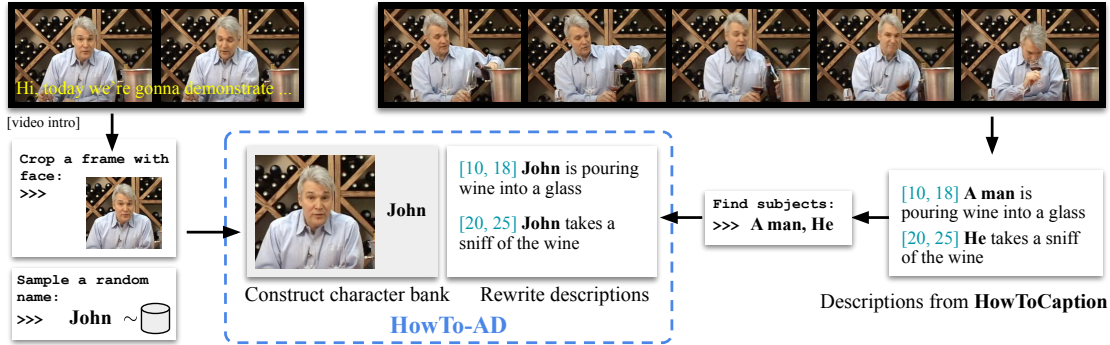 Hi, today we're gonna demonstrate ...
[video intro]
Crop a frame with
face:
>>>
Sample a random
name:
>>> John ~
John
Construct character bank
[10, 18] John is pouring
wine into a glass
[20, 25] John takes a
sniff of the wine
Rewrite descriptions
HowTo-AD
Find subjects:
>>> A man, He
[10, 18] A man is
pouring wine into a glass
[20, 25] He takes a sniff
of the wine
Descriptions from HowToCaption